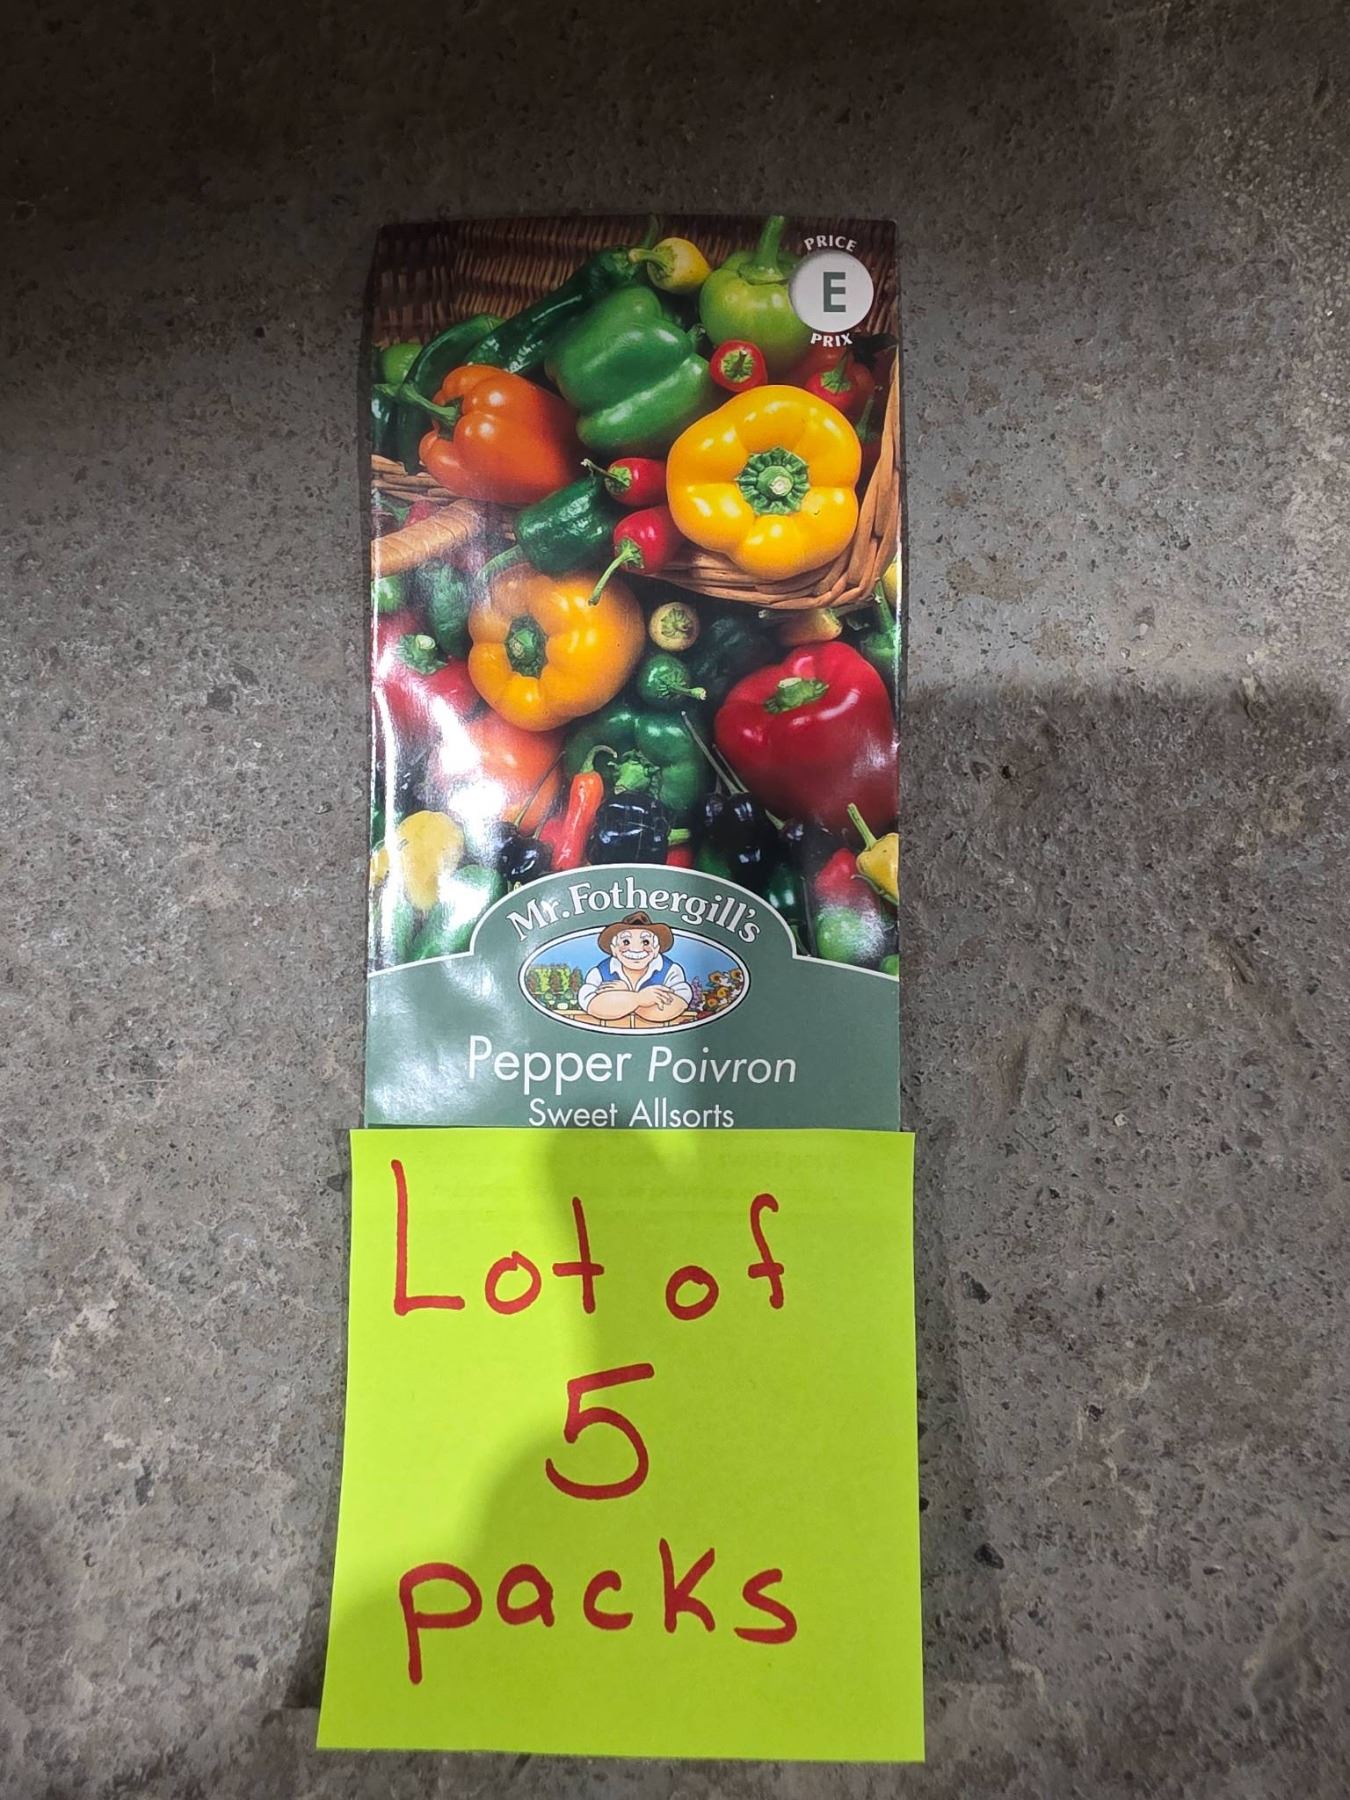 PRICE
E
PRIX
Mr. Fothergill's
Pepper Poivron
Sweet Allsorts
Lot of
5
packs